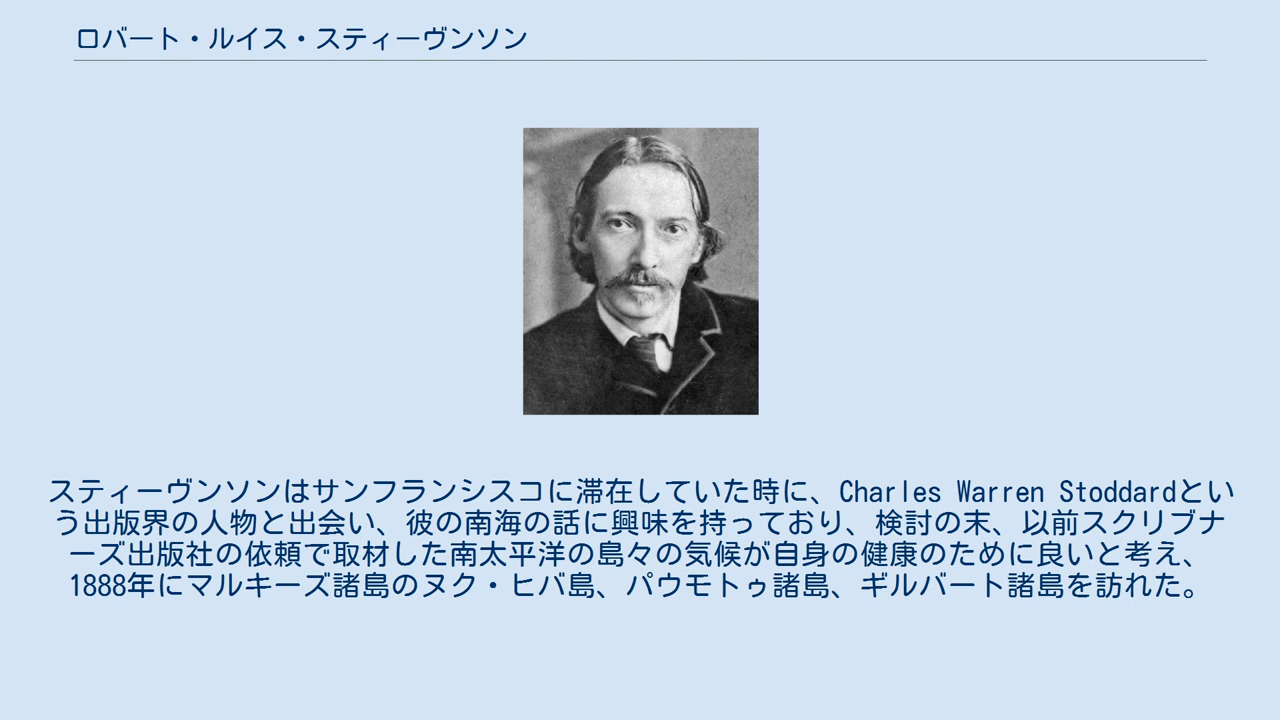 ロバート・ルイス・スティーヴンソン
スティーヴンソンはサンフランシスコに滞在していた時に、Charles Warren Stoddardとい
う出版界の人物と出会い、彼の南海の話に興味を持っており、検討の末、以前スクリブナ
ーズ出版社の依頼で取材した南太平洋の島々の気候が自身の健康のために良いと考え、
1888年にマルキーズ諸島のヌク・ヒバ島、パウモトゥ諸島、ギルバート諸島を訪れた。